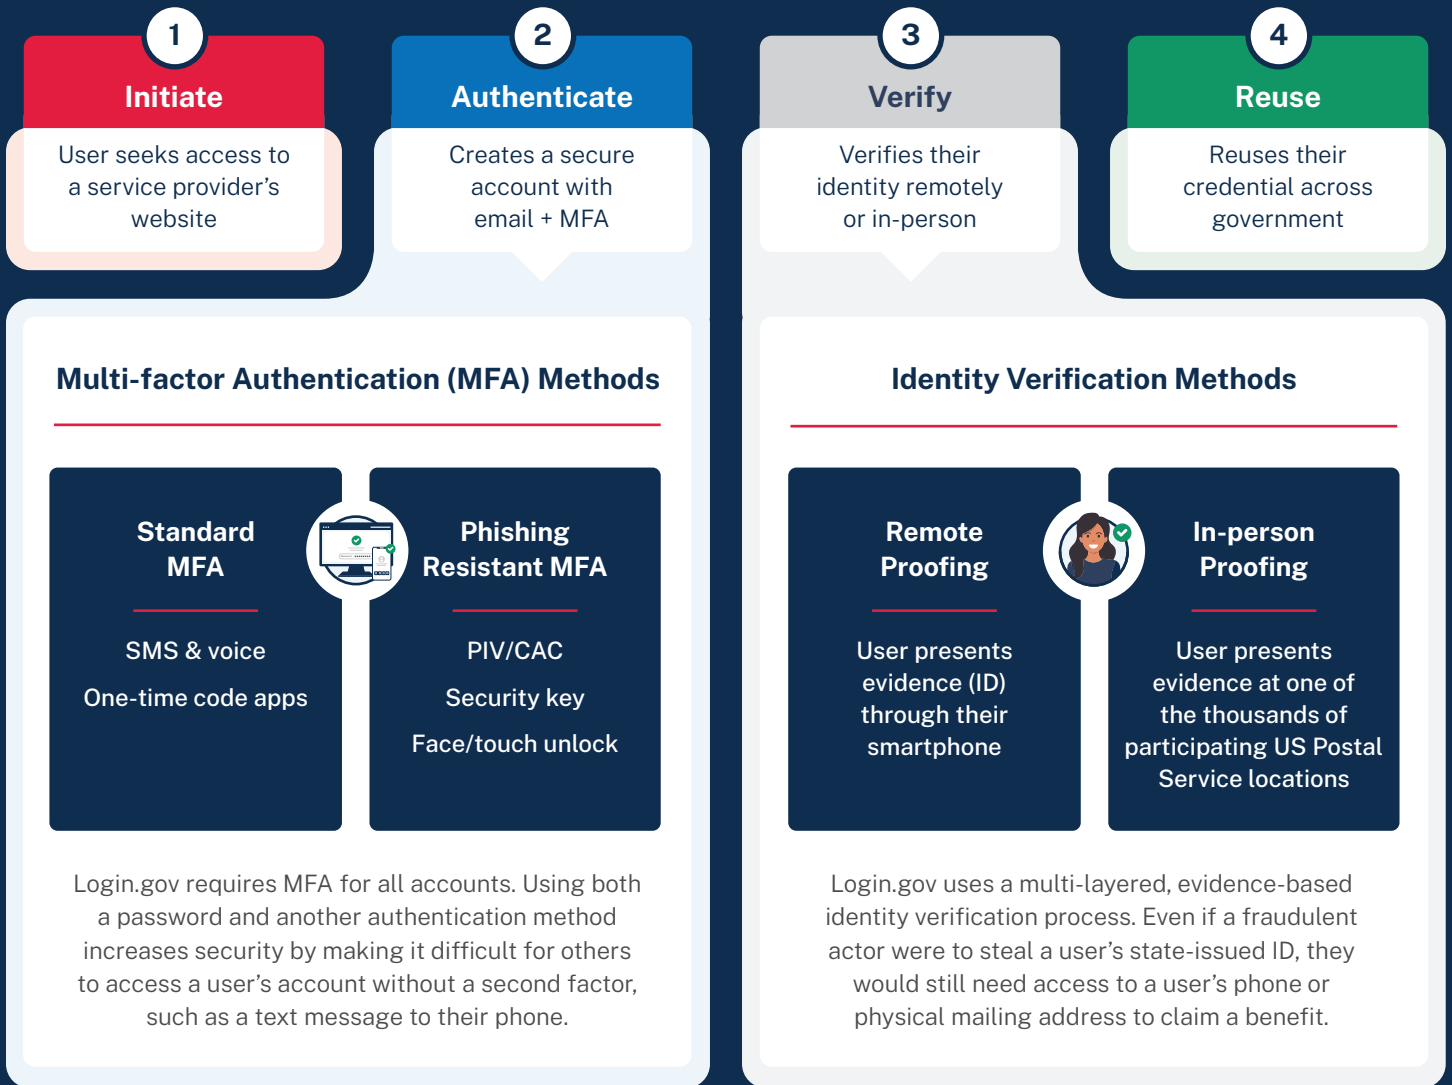 1
Initiate
User seeks access to
a service provider's
website
2
Authenticate
Creates a secure
account with
email + MFA
3
Verify
Verifies their
identity remotely
or in-person
4
Reuse
Reuses their
credential across
government
Multi-factor Authentication (MFA) Methods
Standard
MFA
SMS & voice
One-time code apps
Phishing
Resistant MFA
PIV/CAC
Security key
Face/touch unlock
Login.gov requires MFA for all accounts. Using both
a password and another authentication method
increases security by making it difficult for others
to access a user's account without a second factor,
such as a text message to their phone.
Identity Verification Methods
Remote
Proofing
User presents
evidence (ID)
through their
smartphone
In-person
Proofing
User presents
evidence at one of
the thousands of
participating US Postal
Service locations
Login.gov uses a multi-layered, evidence-based
identity verification process. Even if a fraudulent
actor were to steal a user's state-issued ID, they
would still need access to a user's phone or
physical mailing address to claim a benefit.